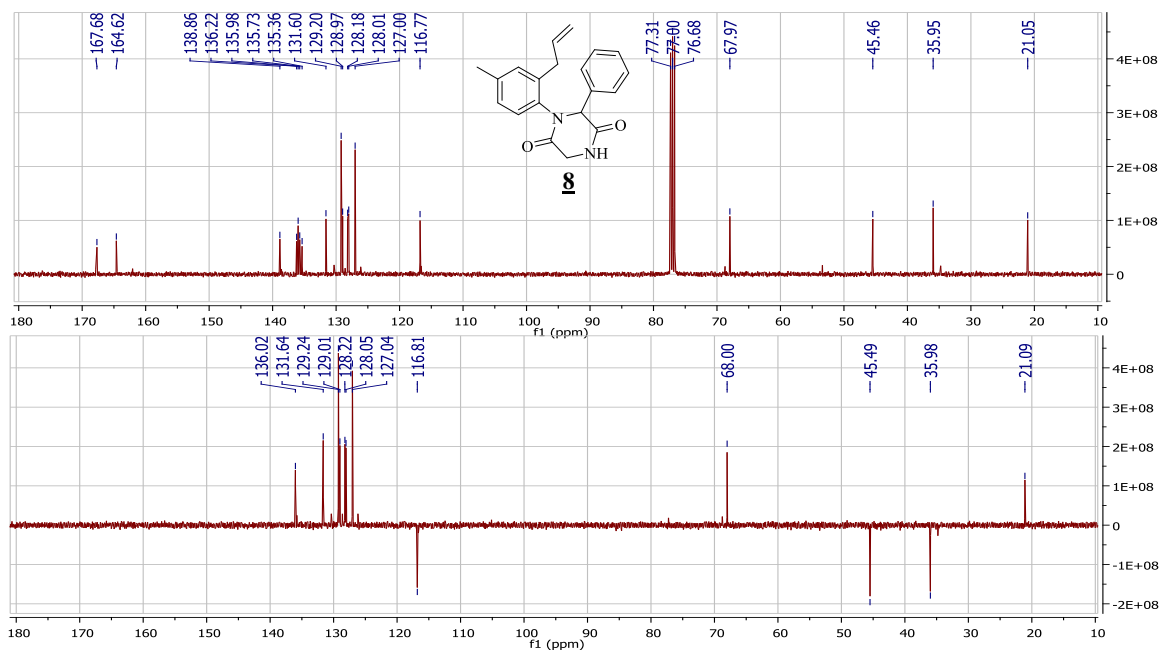 167.68 164.62 138.86 136.22 135.98 135.73 135.36 131.60 129.20 128.97 128.18 128.01 127.00 116.77 77.31 77.00 76.68 67.97 45.46 35.95 21.05
N
O
O
NH
8
4E+08
3E+08
2E+08
1E+08
0
180 170 160 150 140 130 120 110 100 90 80 70 60 50 40 30 20 10
f1 (ppm)
136.02 131.64 129.24 129.01 128.22 128.05 127.04 116.81 68.00 45.49 35.98 21.09
4E+08
3E+08
2E+08
1E+08
0
-1E+08
-2E+08
180 170 160 150 140 130 120 110 100 90 80 70 60 50 40 30 20 10
f1 (ppm)